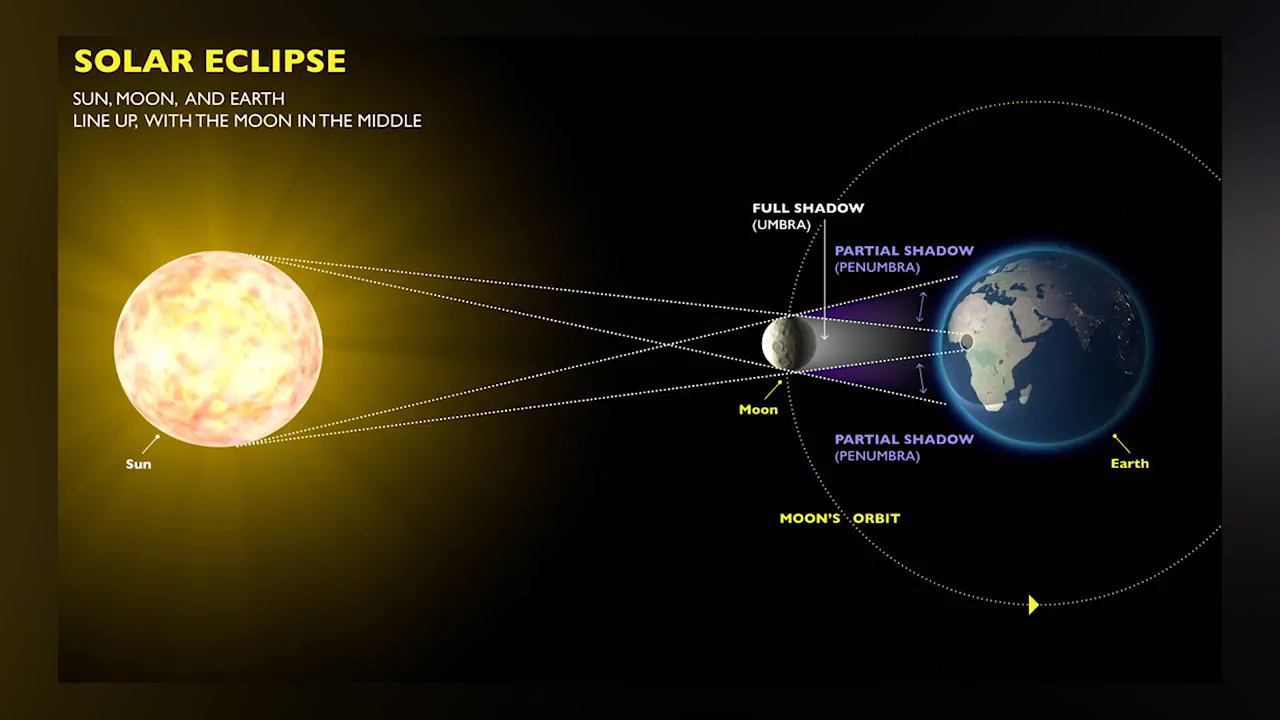 SOLAR ECLIPSE
SUN, MOON, AND EARTH
LINE UP, WITH THE MOON IN THE MIDDLE
FULL SHADOW
(UMBRA)
PARTIAL SHADOW
(PENUMBRA)
Moon
Sun
PARTIAL SHADOW
(PENUMBRA)
Earth
MOON'S ORBIT